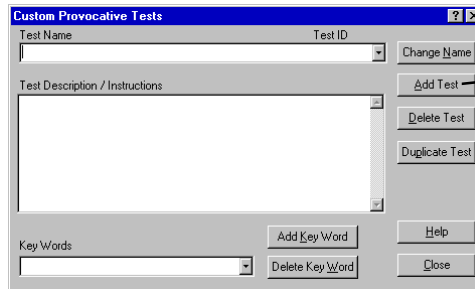 Custom Provocative Tests
Test Name Test ID
Change Name
Test Description / Instructions
Add Test
Delete Test
Duplicate Test
Key Words
Add Key Word
Delete Key Word
Help
Close